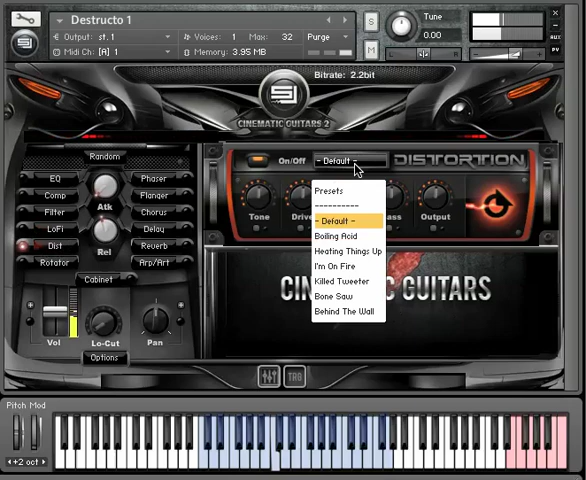 Destructo 1
Output: st. 1
Voices: 1 Max: 32
Purge
Midi Ch: [A] 1
Memory: 3.95 MB
S
M
Tune
0.00
AUX
PV
Bitrate: 2.2bit
CINEMATIC GUITARS 2
Random
EQ
Comp
Filter
LoFi
Dist
Rotator
Atk
Rel
Phaser
Flanger
Chorus
Delay
Reverb
Arp/Art
Cabinet
Vol
Lo-Cut
Pan
Options
On/Off
- Default -
DISTORTION
Tone
Output
Presets
----------
- Default -
Boiling Acid
Heating Things Up
I'm On Fire
Killed Tweeter
Bone Saw
Behind The Wall
GUITARS
TRG
Pitch Mod
+2 oct